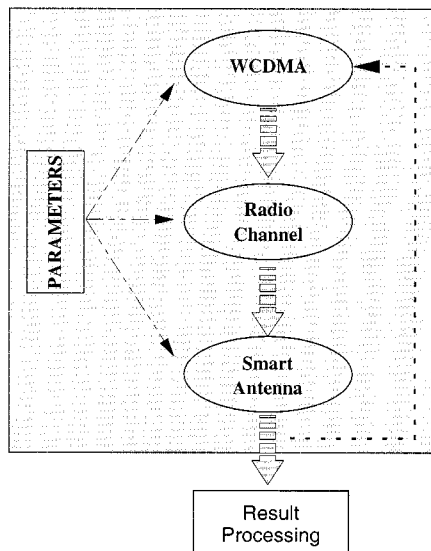 WCDMA
PARAMETERS
Radio
Channel
Smart
Antenna
Result
Processing